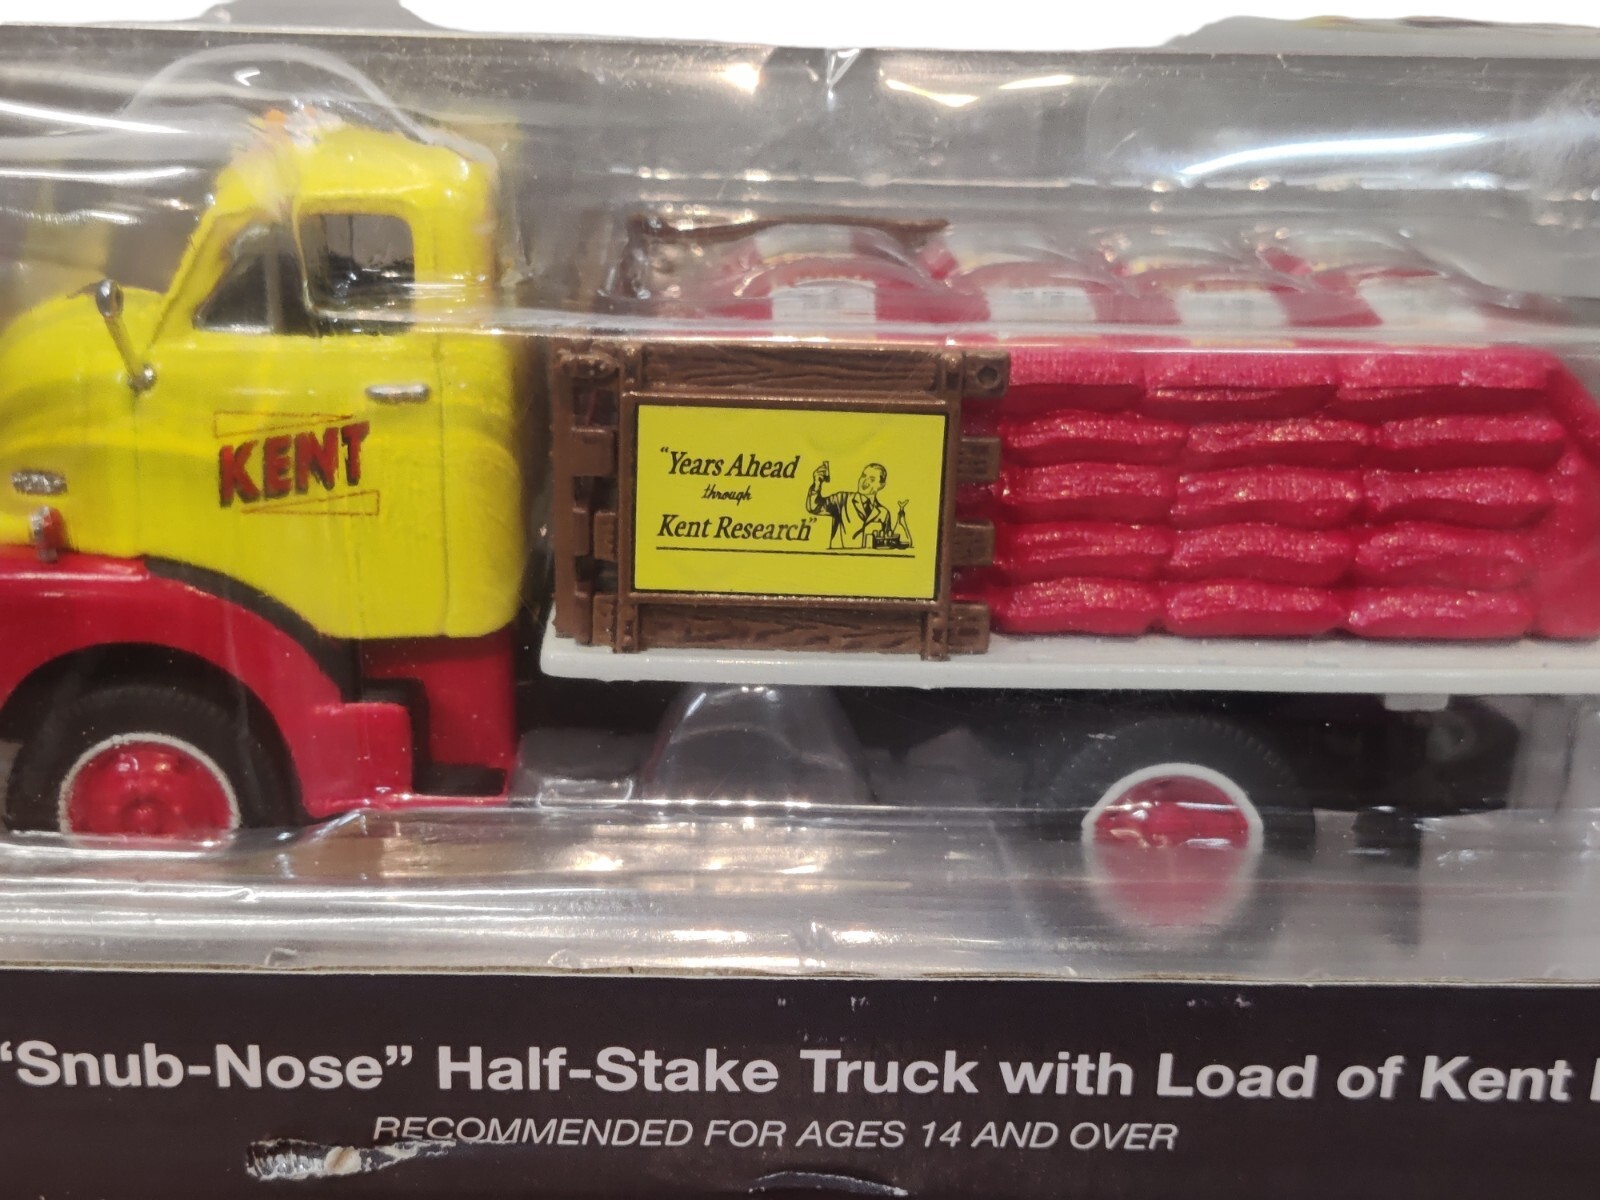 KENT
“Years Ahead
through
Kent Research”
“Snub-Nose” Half-Stake Truck with Load of Kent
RECOMMENDED FOR AGES 14 AND OVER